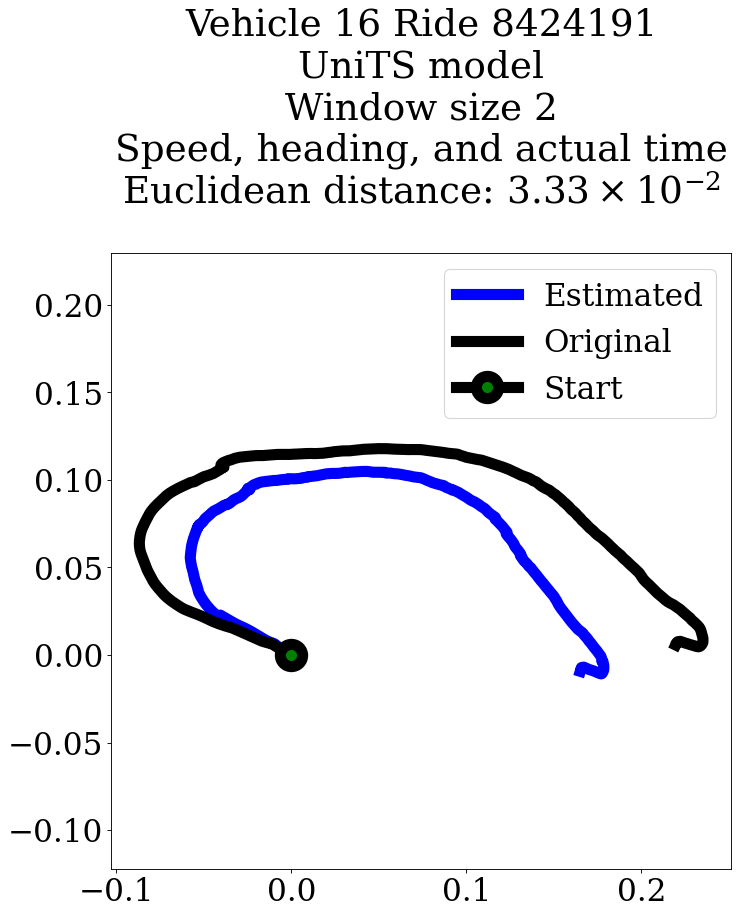 Vehicle 16 Ride 8424191
UniTS model
Window size 2
Speed, heading, and actual time
Euclidean distance: 3.33 × 10⁻²
Estimated
Original
Start
0.20
0.15
0.10
0.05
0.00
−0.05
−0.10
−0.1 0.0 0.1 0.2